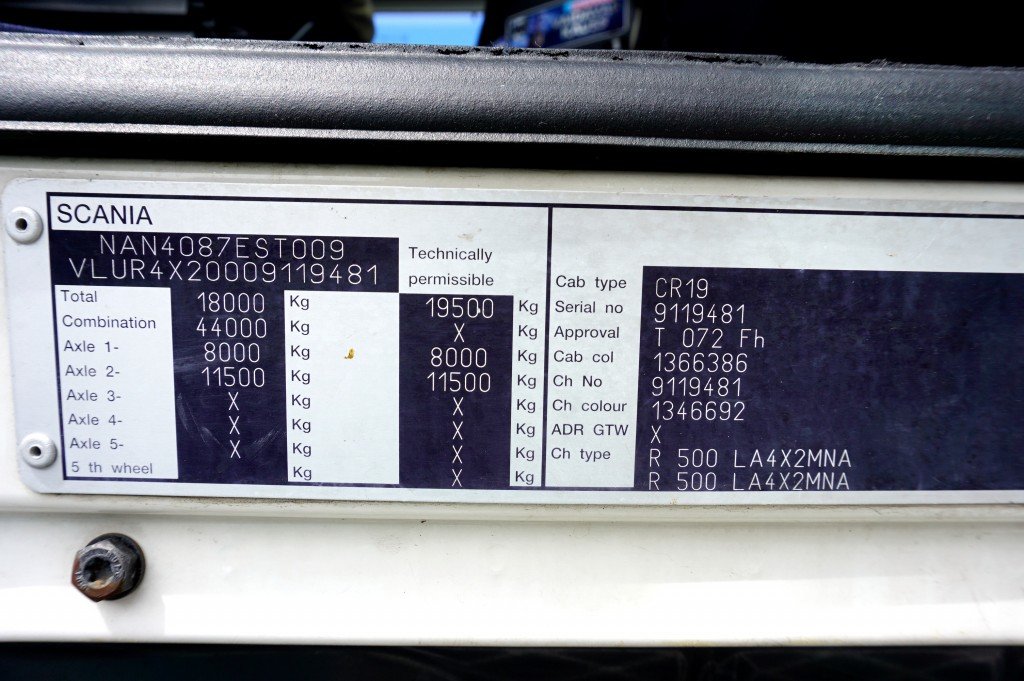 SCANIA
NAN4087EST009
VLUR4X20009119481
Technically
permissible
Total 18000 Kg 19500 Kg
Combination 44000 Kg X Kg
Axle 1- 8000 Kg 8000 Kg
Axle 2- 11500 Kg 11500 Kg
Axle 3- X Kg X Kg
Axle 4- X Kg X Kg
Axle 5- X Kg X Kg
5 th wheel Kg X Kg
Cab type CR19
Serial no 9119481
Approval T 072 Fh
Cab col 1366386
Ch No 9119481
Ch colour 1346692
ADR GTW X
Ch type R 500 LA4X2MNA
R 500 LA4X2MNA